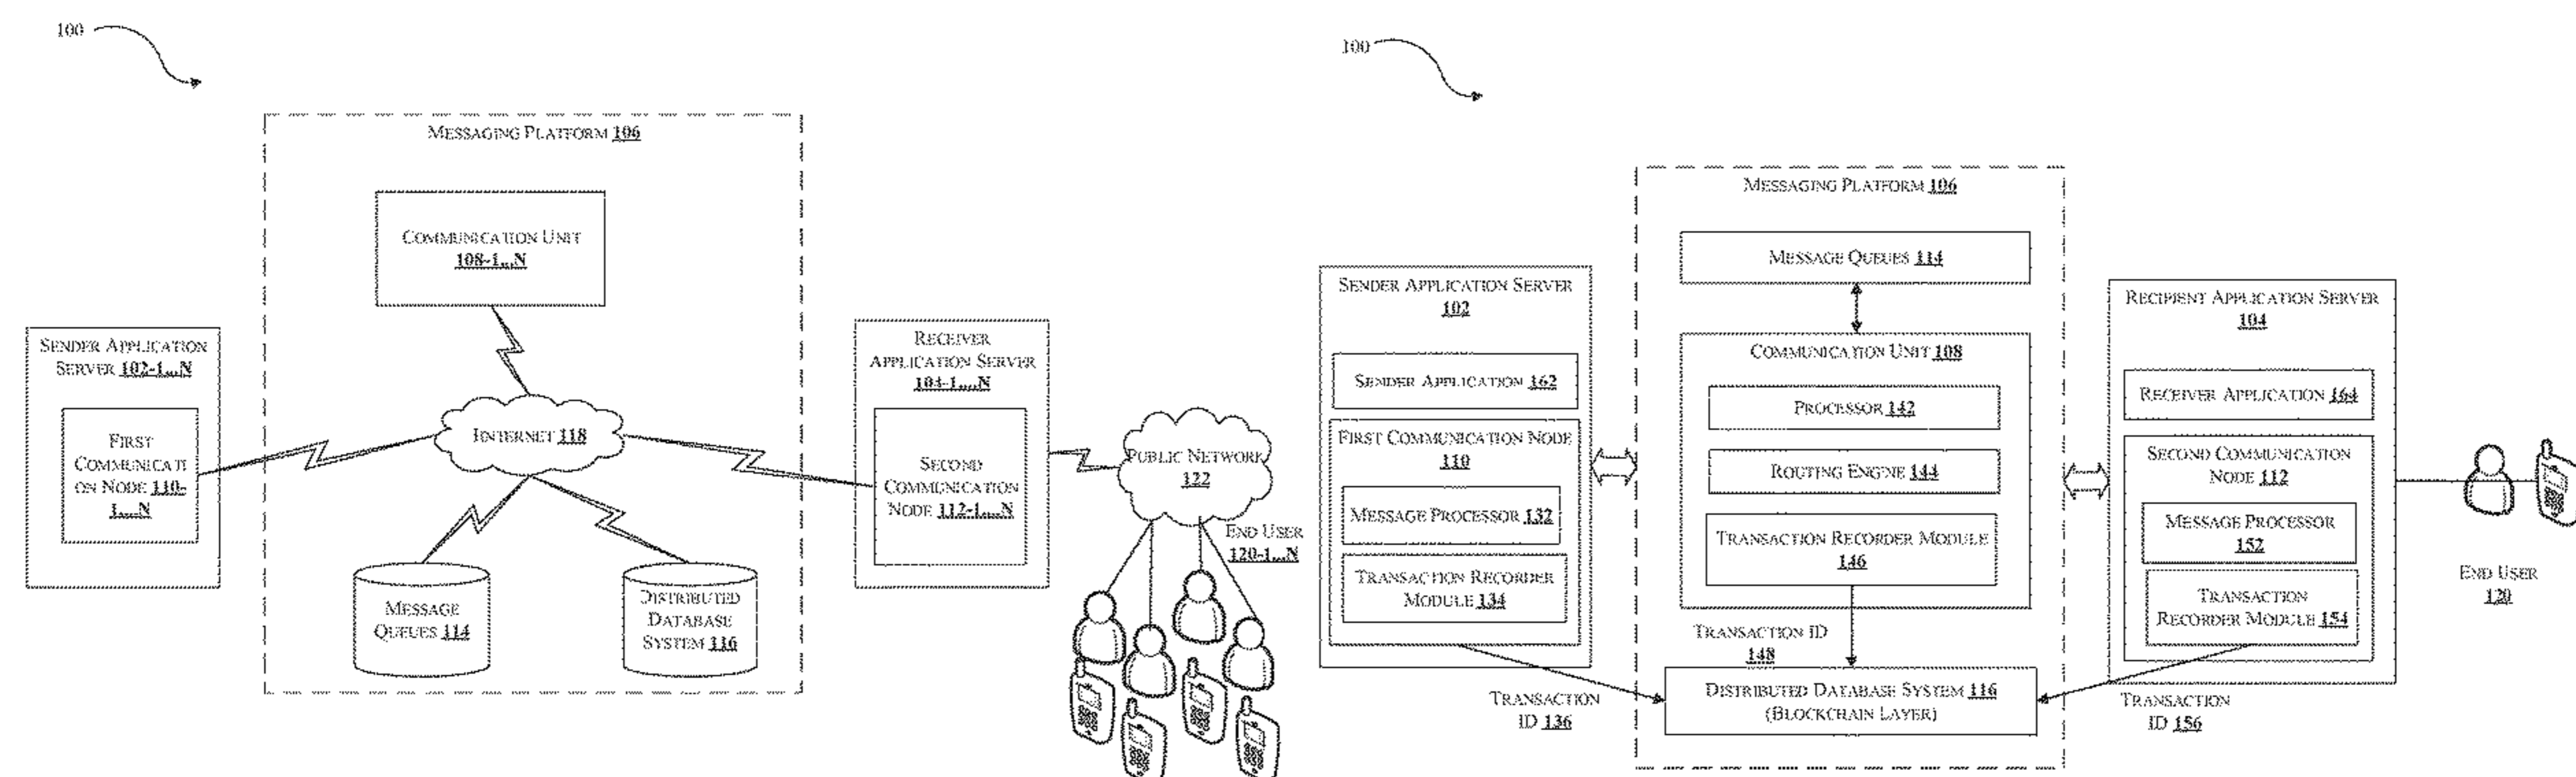 100
MESSAGING PLATFORM 106
COMMUNICATION UNIT
108-1...N
SENDER APPLICATION
SERVER 102-1...N
FIRST
COMMUNICATI
ON NODE 110-
1....N
IINTERNET 118
MESSAGE
QUEUES 114
DISTRIBUTED
DATABASE
SYSTEM 116
RECEIVER
APPLICATION SERVER
104-1....N
SECOND
COMMUNICATION
NODE 112-1....N
PUBLIC NETWORK
122
END USER
120-1...N
100
MESSAGING PLATFORM 106
MESSAGE QUEUES 114
COMMUNICATION UNIT 108
PROCESSOR 142
ROUTING ENGINE 144
TRANSACTION RECORDER MODULE
146
TRANSACTION ID
148
DISTRIBUTED DATABASE SYSTEM 116
(BLOCKCHAIN LAYER)
SENDER APPLICATION SERVER
102
SENDER APPLICATION 162
FIRST COMMUNICATION NODE
110
MESSAGE PROCESSOR 132
TRANSACTION RECORDER
MODULE 134
TRANSACTION
ID 136
RECIPIENT APPLICATION SERVER
104
RECEIVER APPLICATION 164
SECOND COMMUNICATION
NODE 112
MESSAGE PROCESSOR
152
TRANSACTION
RECORDER MODULE 154
TRANSACTION
ID 156
END USER
120